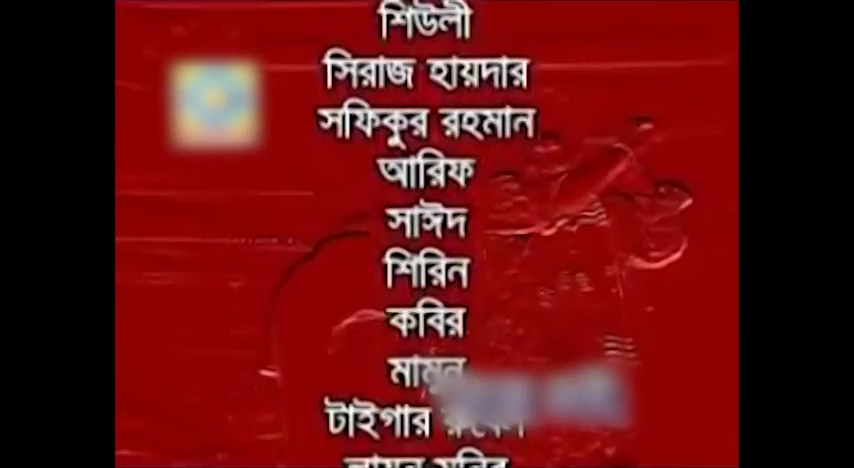 শিউলী
সিরাজ হায়দার
সফিকুর রহমান
আরিফ
সাঈদ
শিরিন
কবির
মামুন
টাইগার